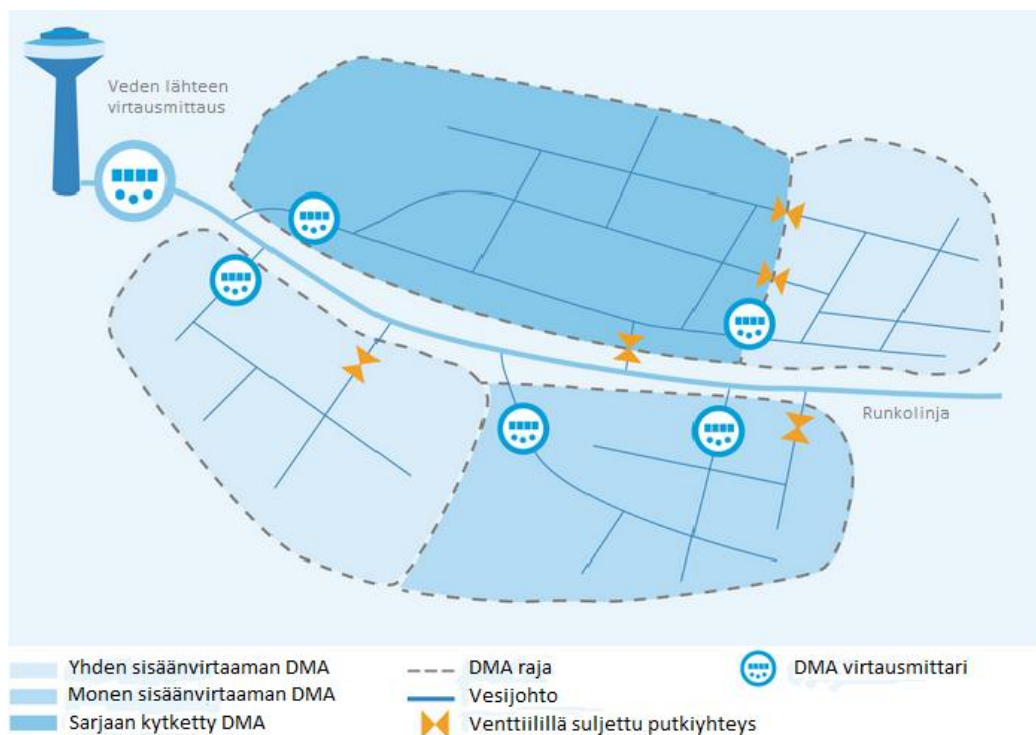 Veden lähteen
virtausmittaus
Runkolinja
Yhden sisäänvirtaaman DMA
Monen sisäänvirtaaman DMA
Sarjaan kytketty DMA
DMA raja
Vesijohto
Venttiilillä suljettu putkiyhteys
DMA virtausmittari